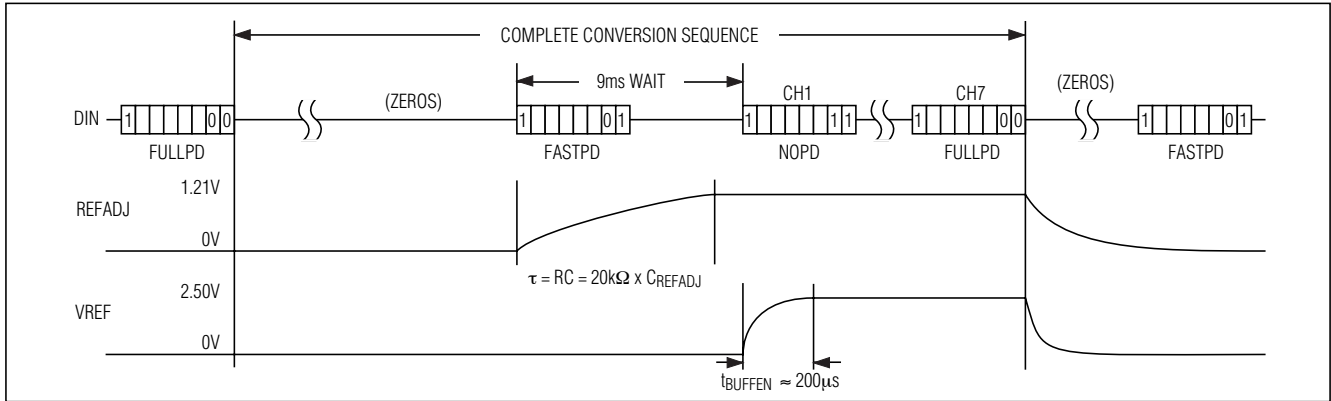 COMPLETE CONVERSION SEQUENCE
9ms WAIT
(ZEROS) CH1 CH7 (ZEROS)
DIN 1 0 0 1 0 1 1 1 1 1 0 0 1 0 1
FULLPD FASTPD NOPD FULLPD FASTPD
1.21V
REFADJ
0V
τ = RC = 20kΩ x CREFADJ
2.50V
VREF
0V
tBUFFEN ≈ 200µs